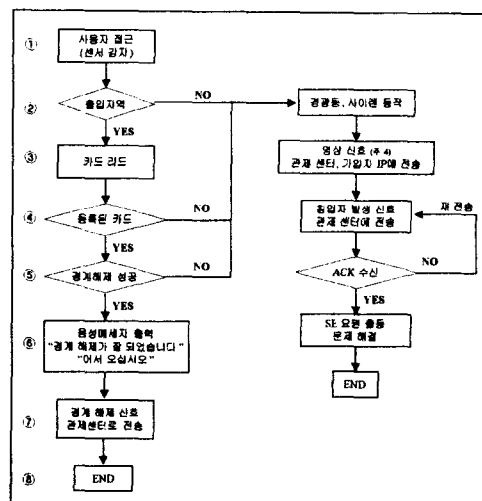 ①
사용자 접근
(센서 감지)
②
출입지역
NO
YES
③
카드 리드
④
등록된 카드
NO
YES
⑤
경계해제 성공
NO
YES
⑥
음성메세지 출력
"경계 해제가 잘 되었습니다"
"어서 오십시오"
⑦
경계 해제 신호
관제센터로 전송
⑧
END
경광등, 사이렌 동작
영상 신호 (주 4)
관제 센터, 가입자 IP에 전송
침입자 발생 신호
관제 센터에 전송
재 전송
ACK 수신
NO
YES
SE 요원 출동
문제 해결
END